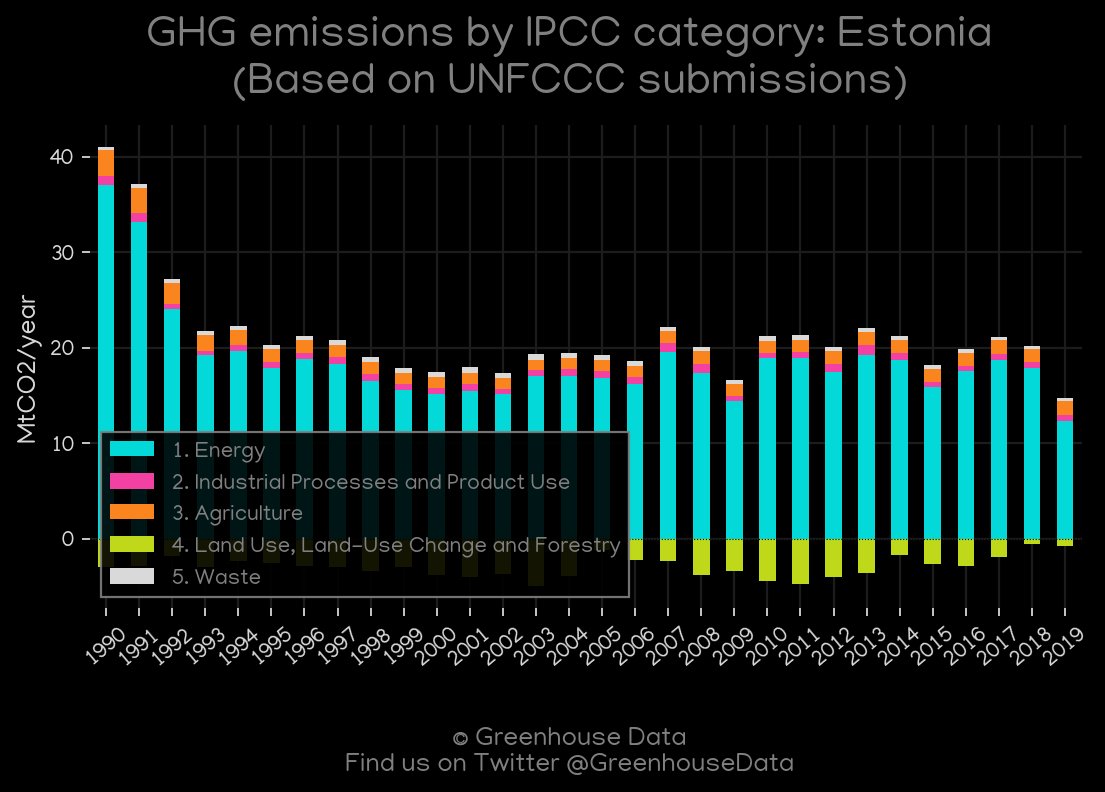 GHG emissions by IPCC category: Estonia
(Based on UNFCCC submissions)
MtCO2/year
40
30
20
10
0
1. Energy
2. Industrial Processes and Product Use
3. Agriculture
4. Land Use, Land-Use Change and Forestry
5. Waste
1990 1991 1992 1993 1994 1995 1996 1997 1998 1999 2000 2001 2002 2003 2004 2005 2006 2007 2008 2009 2010 2011 2012 2013 2014 2015 2016 2017 2018 2019
© Greenhouse Data
Find us on Twitter @GreenhouseData